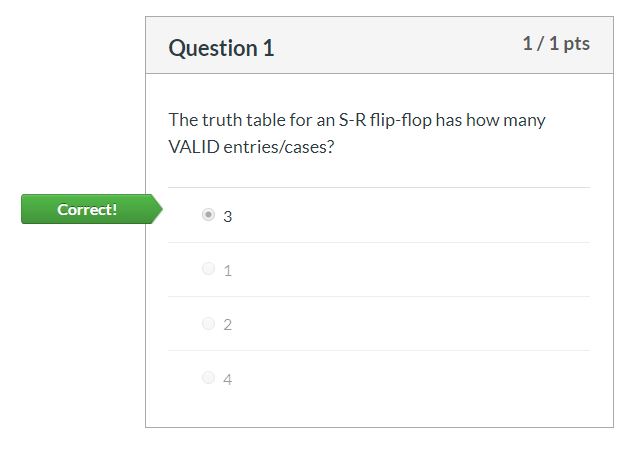 Question 1
1 / 1 pts
The truth table for an S-R flip-flop has how many
VALID entries/cases?
Correct!
3
1
2
4